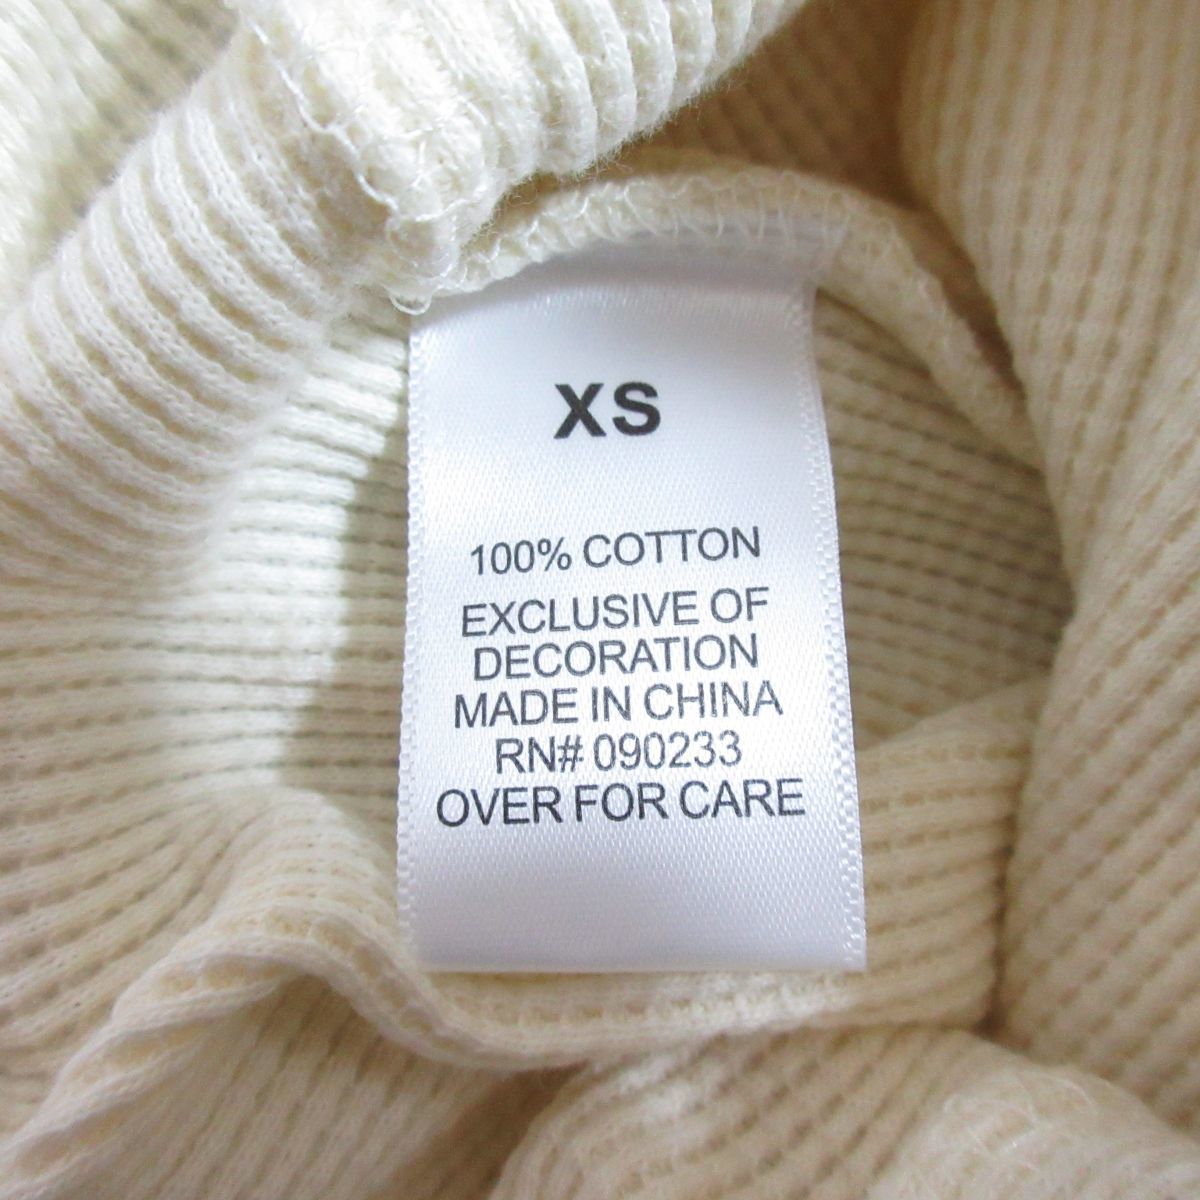 XS
100% COTTON
EXCLUSIVE OF
DECORATION
MADE IN CHINA
RN# 090233
OVER FOR CARE